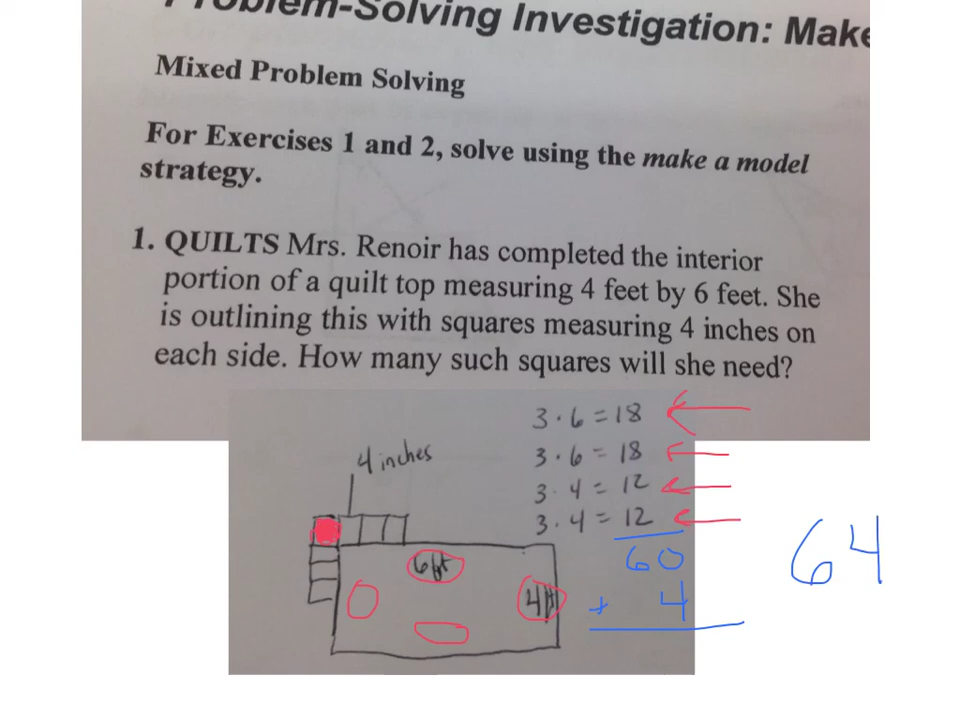 Problem-Solving Investigation: Make
Mixed Problem Solving
For Exercises 1 and 2, solve using the make a model
strategy.
1. QUILTS Mrs. Renoir has completed the interior
portion of a quilt top measuring 4 feet by 6 feet. She
is outlining this with squares measuring 4 inches on
each side. How many such squares will she need?
4 inches
6ft
4ft
3 · 6 = 18
3 · 6 = 18
3 · 4 = 12
3 · 4 = 12
60
+ 4
64